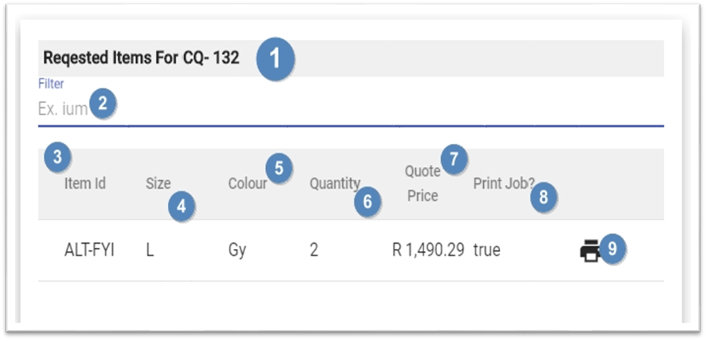 Reqested Items For CQ- 132 1
Filter
Ex. ium 2
3 Item Id Size 4 Colour 5 Quantity 6 Quote Price 7 Print Job? 8
ALT-FYI L Gy 2 R 1,490.29 true 9